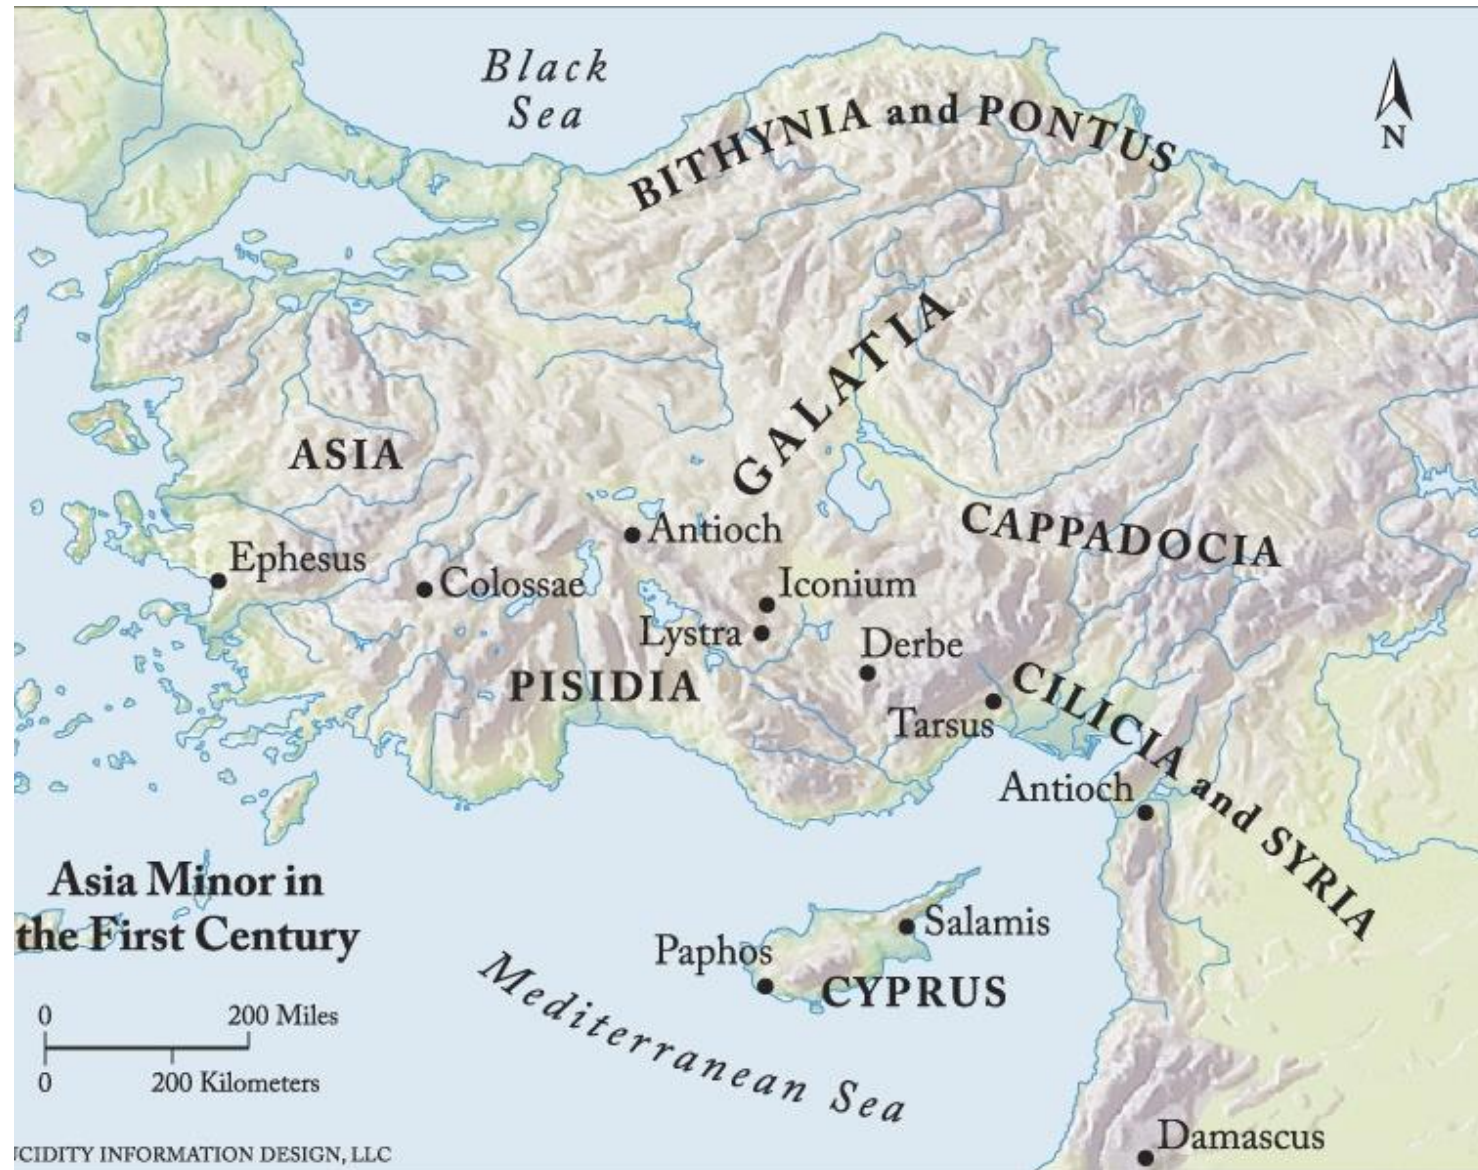 Black
Sea
BITHYNIA and PONTUS
N
GALATIA
ASIA
CAPPADOCIA
Antioch
Ephesus
Colossae
Iconium
Lystra
Derbe
PISIDIA
Tarsus
CILICIA and SYRIA
Antioch
Asia Minor in
the First Century
Salamis
Paphos
CYPRUS
Mediterranean Sea
0 200 Miles
0 200 Kilometers
Damascus
UCIDITY INFORMATION DESIGN, LLC